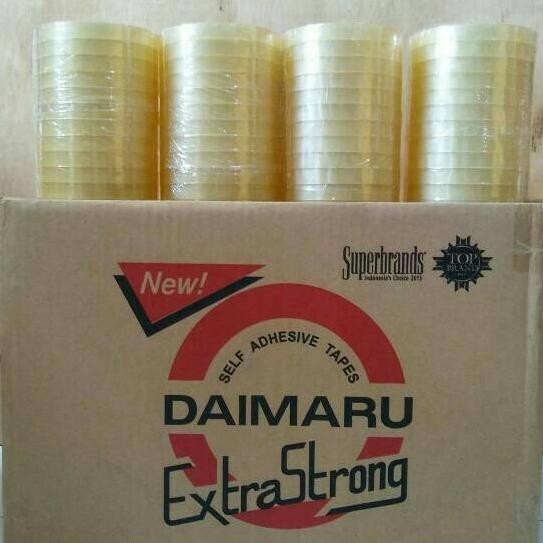 New!
Superbrands
Indonesia's Choice 2015
TOP
BRAND
SELF ADHESIVE TAPES
DAIMARU
ExtraStrong